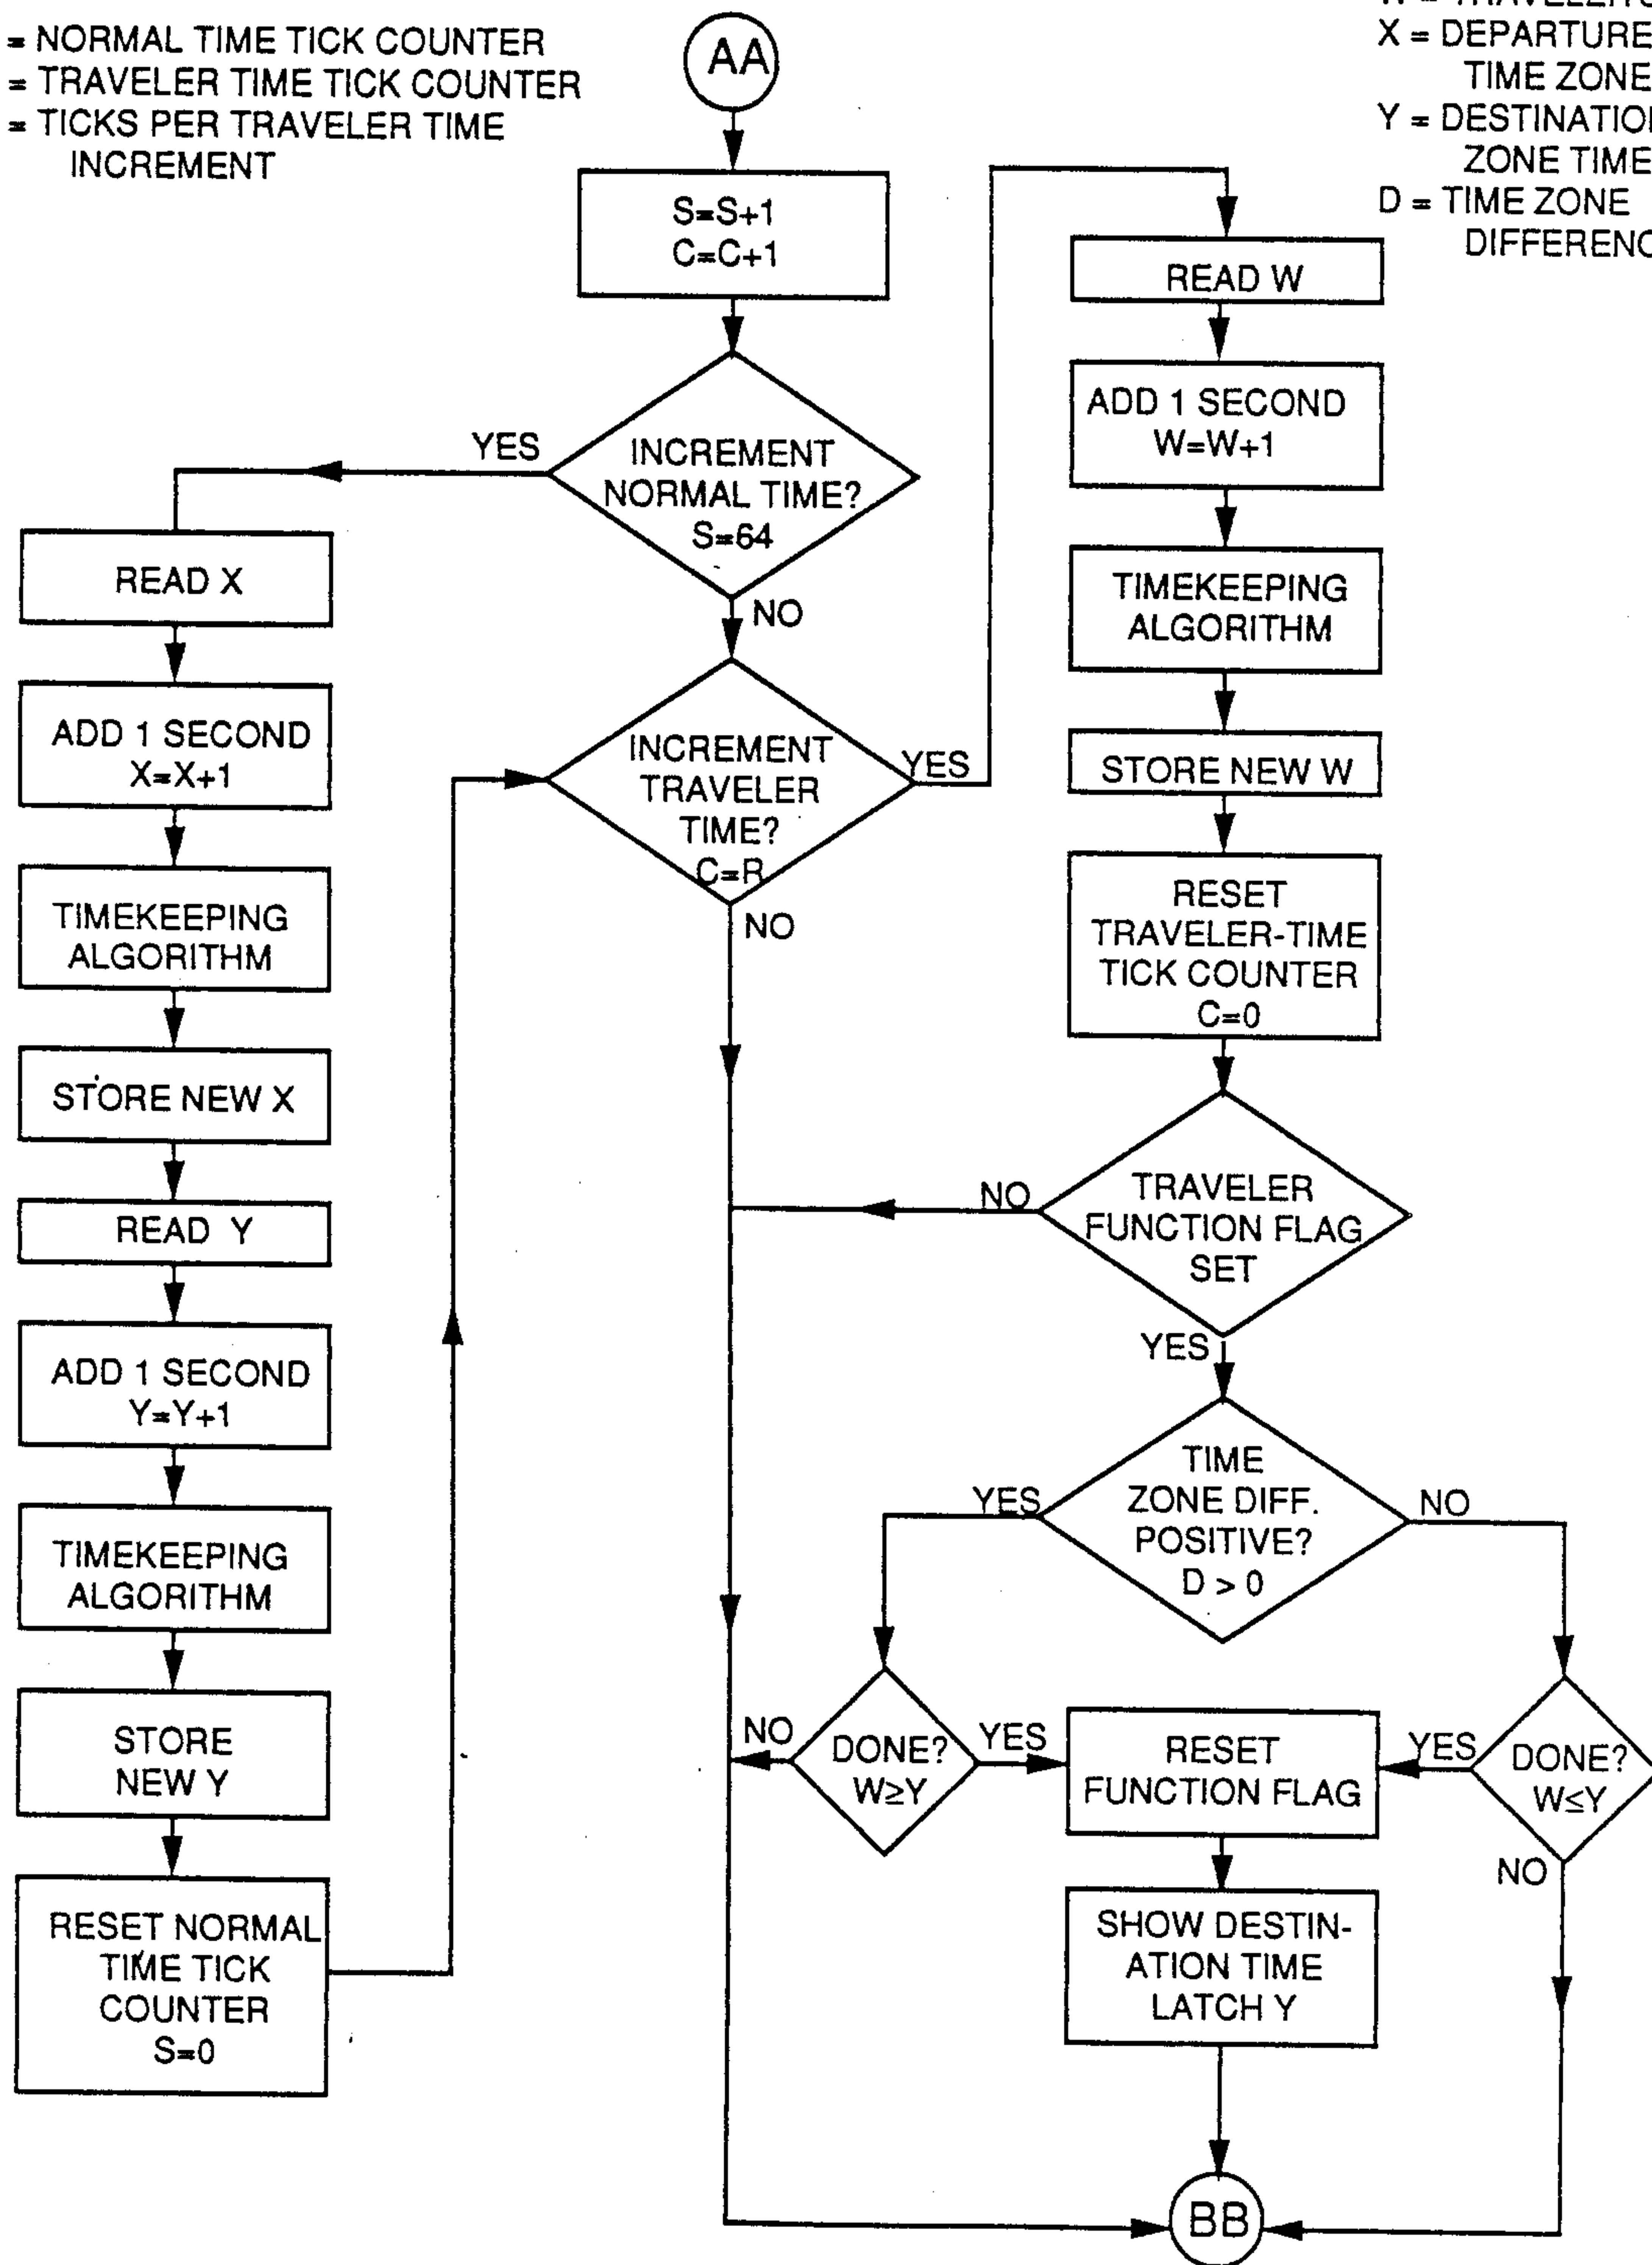 = NORMAL TIME TICK COUNTER
= TRAVELER TIME TICK COUNTER
= TICKS PER TRAVELER TIME
INCREMENT
X = DEPARTURE
TIME ZONE
Y = DESTINATION
ZONE TIME
D = TIME ZONE
AA
S=S+1
C=C+1
INCREMENT
NORMAL TIME?
S=64
YES
NO
READ X
ADD 1 SECOND
X=X+1
TIMEKEEPING
ALGORITHM
STORE NEW X
READ Y
ADD 1 SECOND
Y=Y+1
TIMEKEEPING
ALGORITHM
STORE
NEW Y
RESET NORMAL
TIME TICK
COUNTER
S=0
INCREMENT
TRAVELER
TIME?
C=R
YES
NO
READ W
ADD 1 SECOND
W=W+1
TIMEKEEPING
ALGORITHM
STORE NEW W
RESET
TRAVELER-TIME
TICK COUNTER
C=0
TRAVELER
FUNCTION FLAG
SET
NO
YES
TIME
ZONE DIFF.
POSITIVE?
D > 0
YES
NO
DONE?
W≥Y
NO
YES
RESET
FUNCTION FLAG
DONE?
W≤Y
YES
NO
SHOW DESTIN-
ATION TIME
LATCH Y
BB